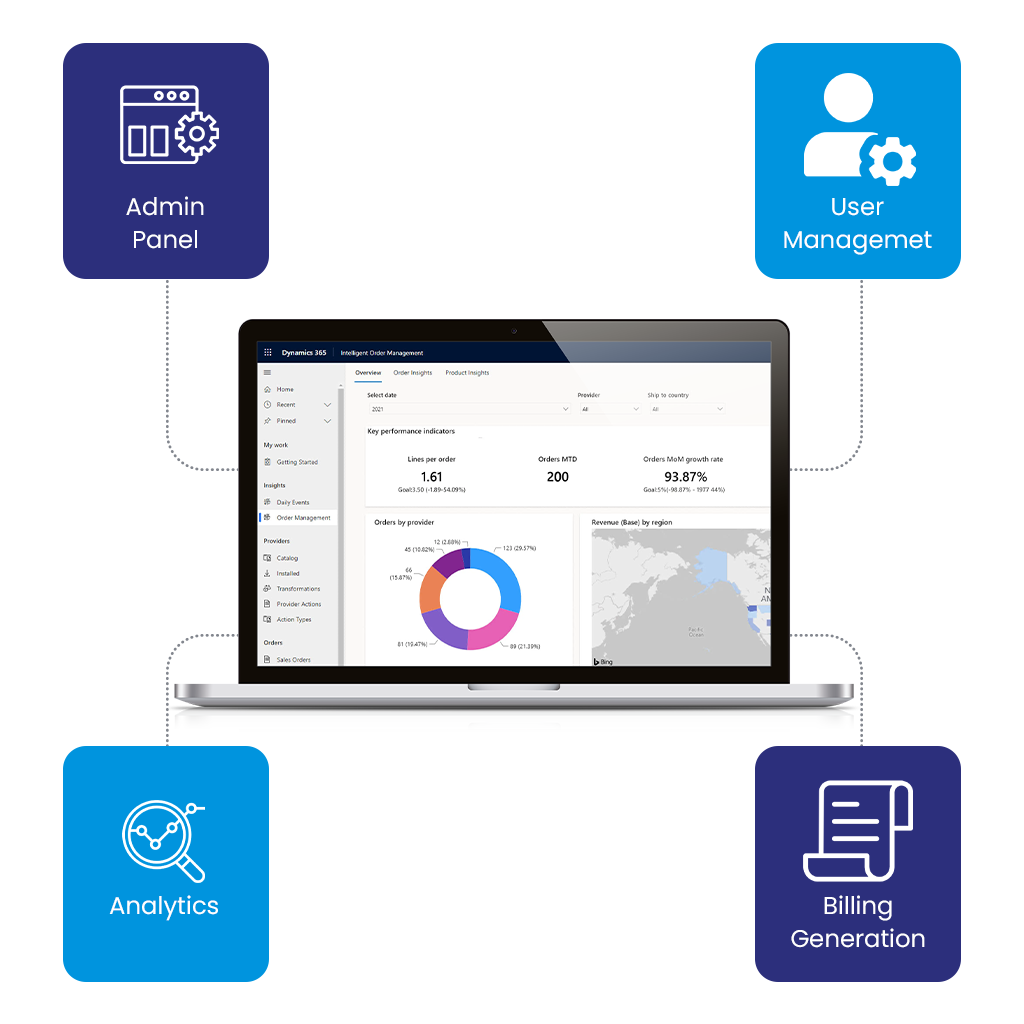 Admin
Panel
User
Managemet
Dynamics 365
Intelligent Order Management
Home
Recent
Pinned
My work
Getting Started
Insights
Daily Events
Order Management
Providers
Catalog
Installed
Transformations
Provider Actions
Action Types
Orders
Sales Orders
Overview
Order Insights
Product Insights
Select date
Provider
Ship to country
2021
All
All
Key performance indicators
Lines per order
Orders MTD
Orders MoM growth rate
1.61
200
93.87%
Goal:3.50 (-1.89-54.09%)
Goal:5%(-98.87% - 1977 44%)
Orders by provider
12 (2.88%)
45 (10.82%)
123 (29.57%)
66
(15.87%)
81 (19.47%)
89 (21.39%)
Revenue (Base) by region
N
AM
Pacific
Ocean
Bing
Analytics
Billing
Generation